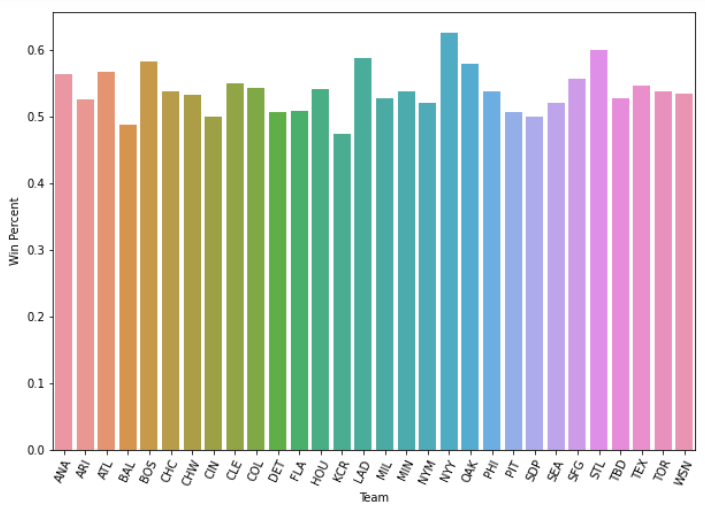 0.6
0.5
0.4
0.3
0.2
0.1
0.0
Win Percent
ANA ARI ATL BAL BOS CHC CHW CIN CLE COL DET FLA HOU KCR LAD MIL MIN NYM NYY OAK PHI PIT SDP SEA SFG STL TBD TEX TOR WSN
Team